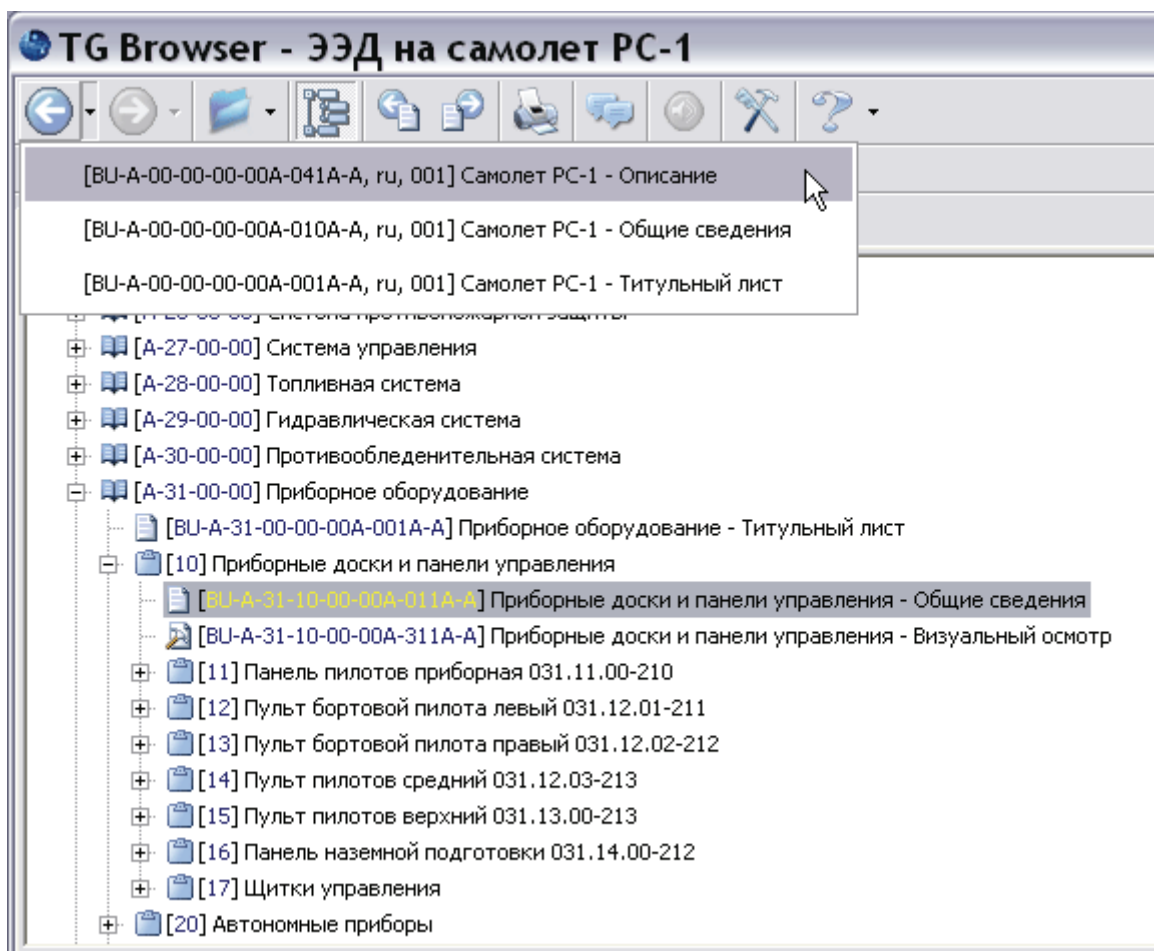 TG Browser - ЭЭД на самолет РС-1
[BU-A-00-00-00-00A-041A-A, ru, 001] Самолет РС-1 - Описание
[BU-A-00-00-00-00A-010A-A, ru, 001] Самолет РС-1 - Общие сведения
[BU-A-00-00-00-00A-001A-A, ru, 001] Самолет РС-1 - Титульный лист
[A-26-00-00] Система противопожарной защиты
[A-27-00-00] Система управления
[A-28-00-00] Топливная система
[A-29-00-00] Гидравлическая система
[A-30-00-00] Противообледенительная система
[A-31-00-00] Приборное оборудование
[BU-A-31-00-00-00A-001A-A] Приборное оборудование - Титульный лист
[10] Приборные доски и панели управления
[BU-A-31-10-00-00A-011A-A] Приборные доски и панели управления - Общие сведения
[BU-A-31-10-00-00A-311A-A] Приборные доски и панели управления - Визуальный осмотр
[11] Панель пилотов приборная 031.11.00-210
[12] Пульт бортовой пилота левый 031.12.01-211
[13] Пульт бортовой пилота правый 031.12.02-212
[14] Пульт пилотов средний 031.12.03-213
[15] Пульт пилотов верхний 031.13.00-213
[16] Панель наземной подготовки 031.14.00-212
[17] Щитки управления
[20] Автономные приборы